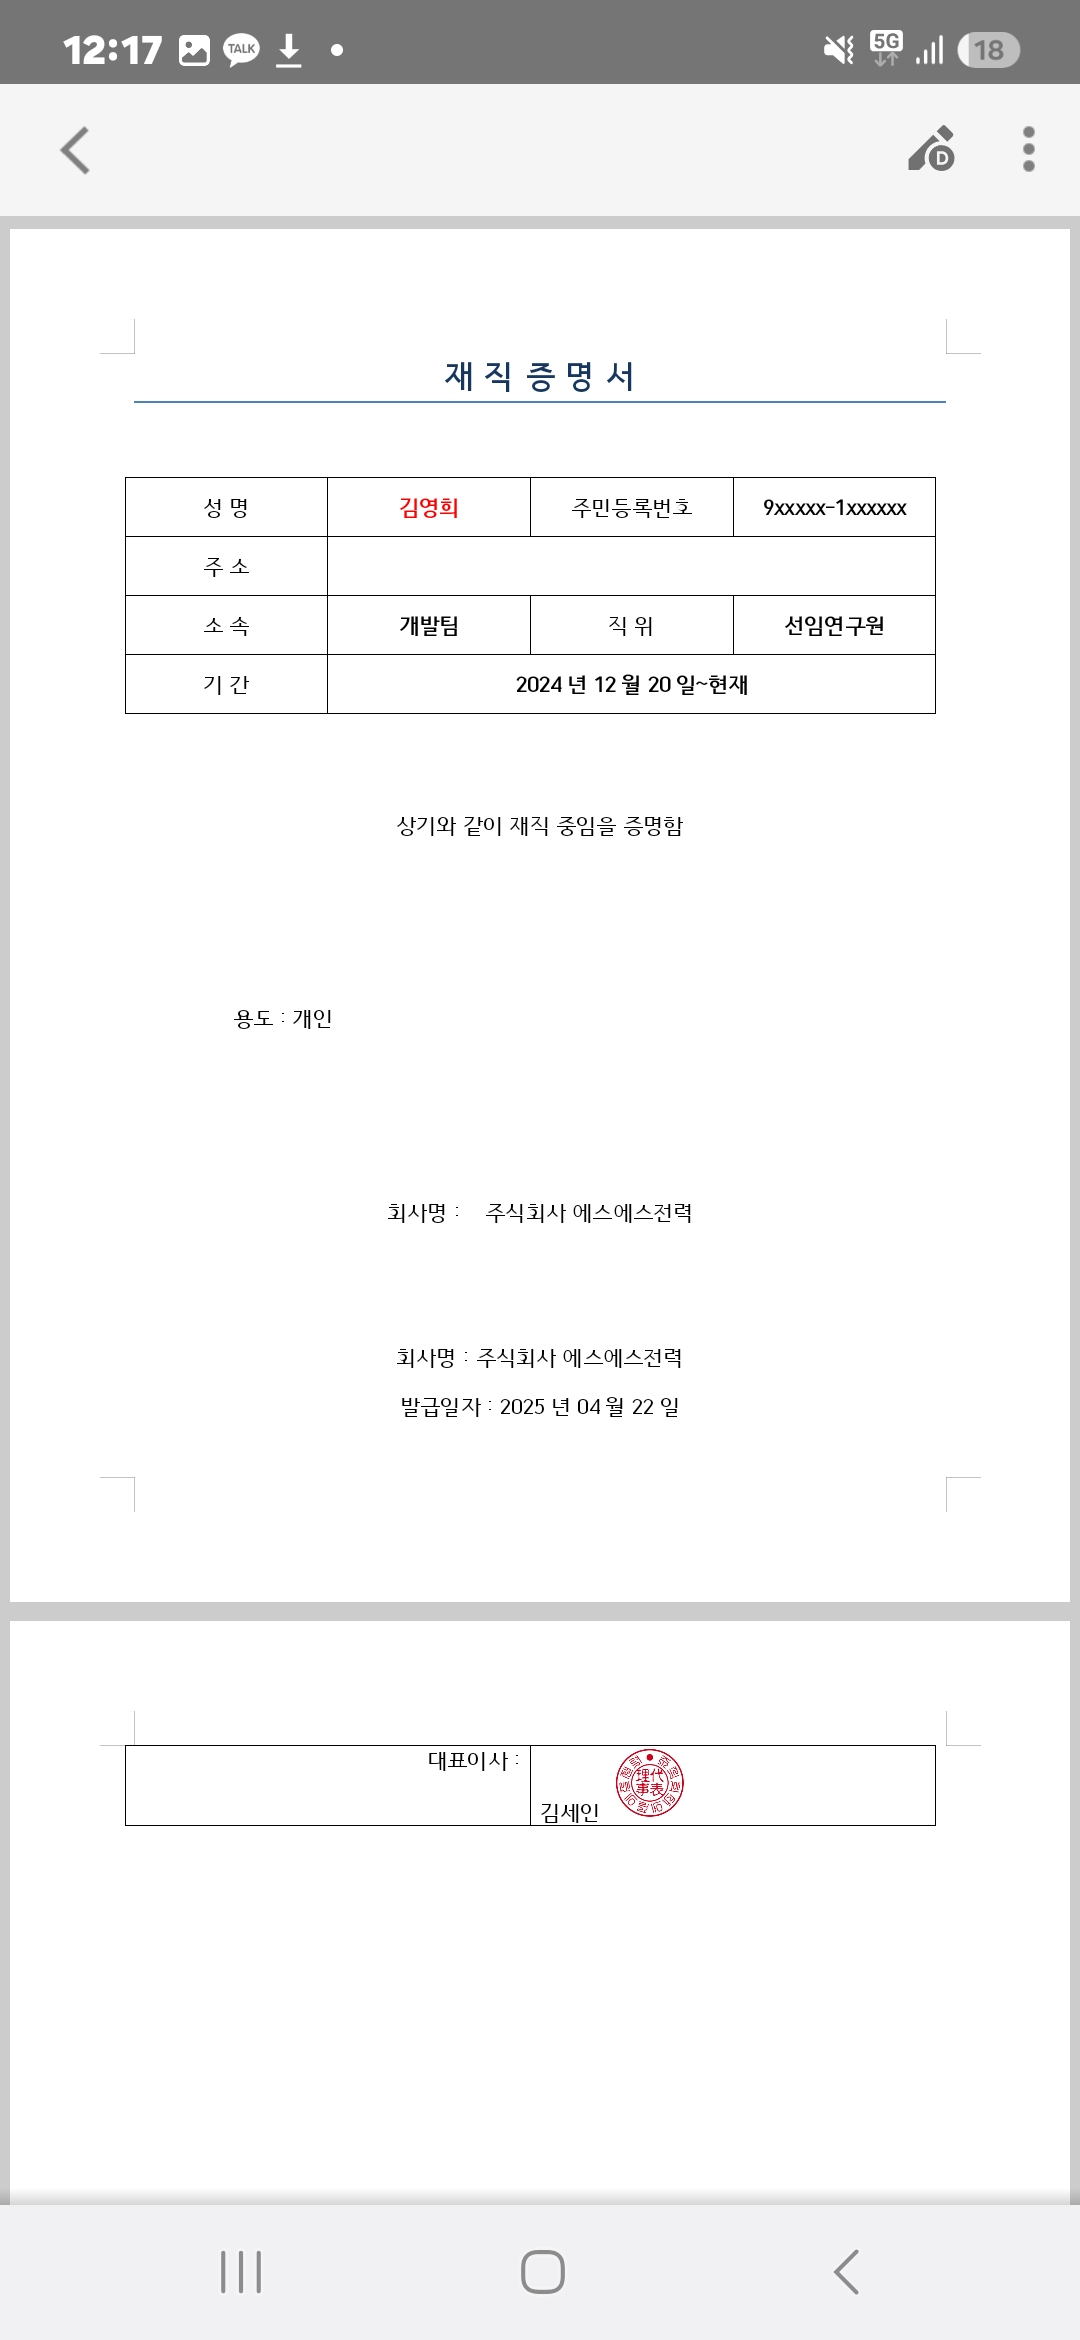 12:17 TALK 5G 18
D
재 직 증 명 서
성 명 김영희 주민등록번호 9xxxxx-1xxxxxx
주 소
소 속 개발팀 직 위 선임연구원
기 간 2024 년 12 월 20 일~현재
상기와 같이 재직 중임을 증명함
용도 : 개인
회사명 : 주식회사 에스에스전력
회사명 : 주식회사 에스에스전력
발급일자 : 2025 년 04 월 22 일
대표이사 :
김세인
代表理事